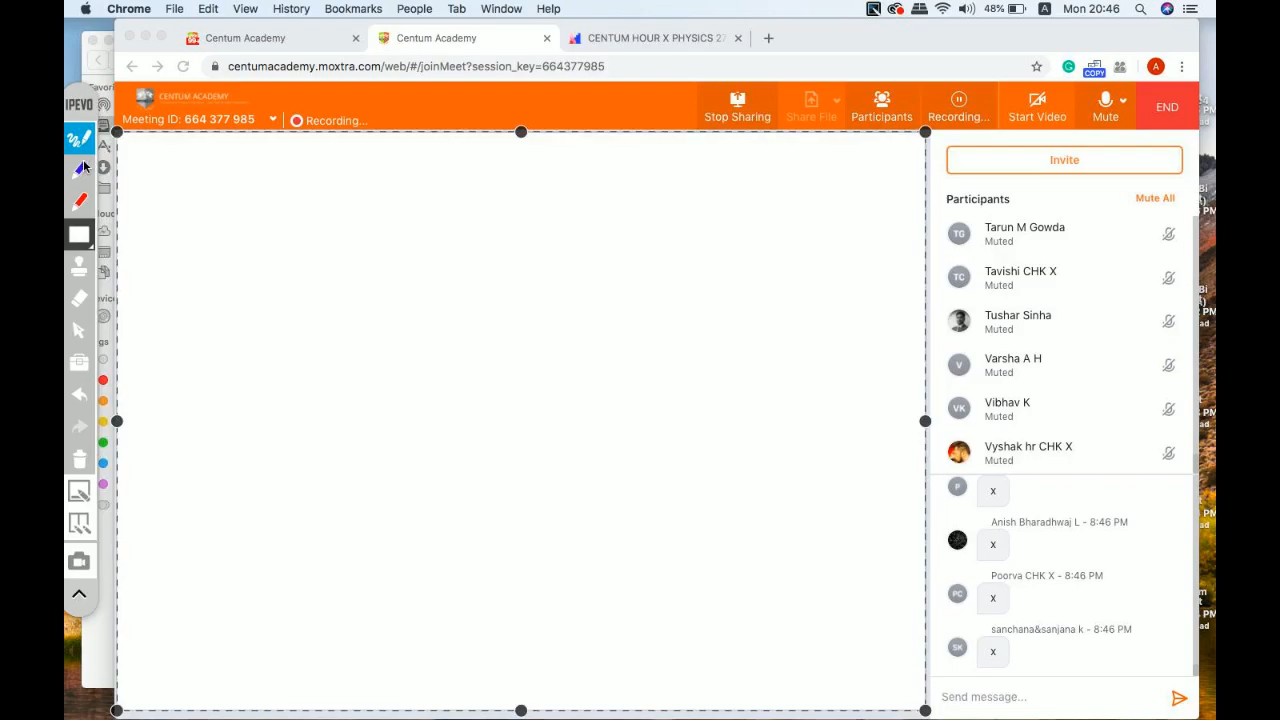 Chrome File Edit View History Bookmarks People Tab Window Help 48% A Mon 20:46
Centum Academy Centum Academy CENTUM HOUR X PHYSICS 27
centumacademy.moxtra.com/web/#/joinMeet?session_key=664377985 COPY A
IPEVO
CENTUM ACADEMY
Meeting ID: 664 377 985 Recording...
Stop Sharing Share File Participants Recording... Start Video Mute END
Invite
Participants Mute All
TG Tarun M Gowda
Muted
TC Tavishi CHK X
Muted
Tushar Sinha
Muted
V Varsha A H
Muted
VK Vibhav K
Muted
Vyshak hr CHK X
Muted
P x
Anish Bharadhwaj L - 8:46 PM
x
Poorva CHK X - 8:46 PM
PC x
sanchana&sanjana k - 8:46 PM
SK x
Send message...